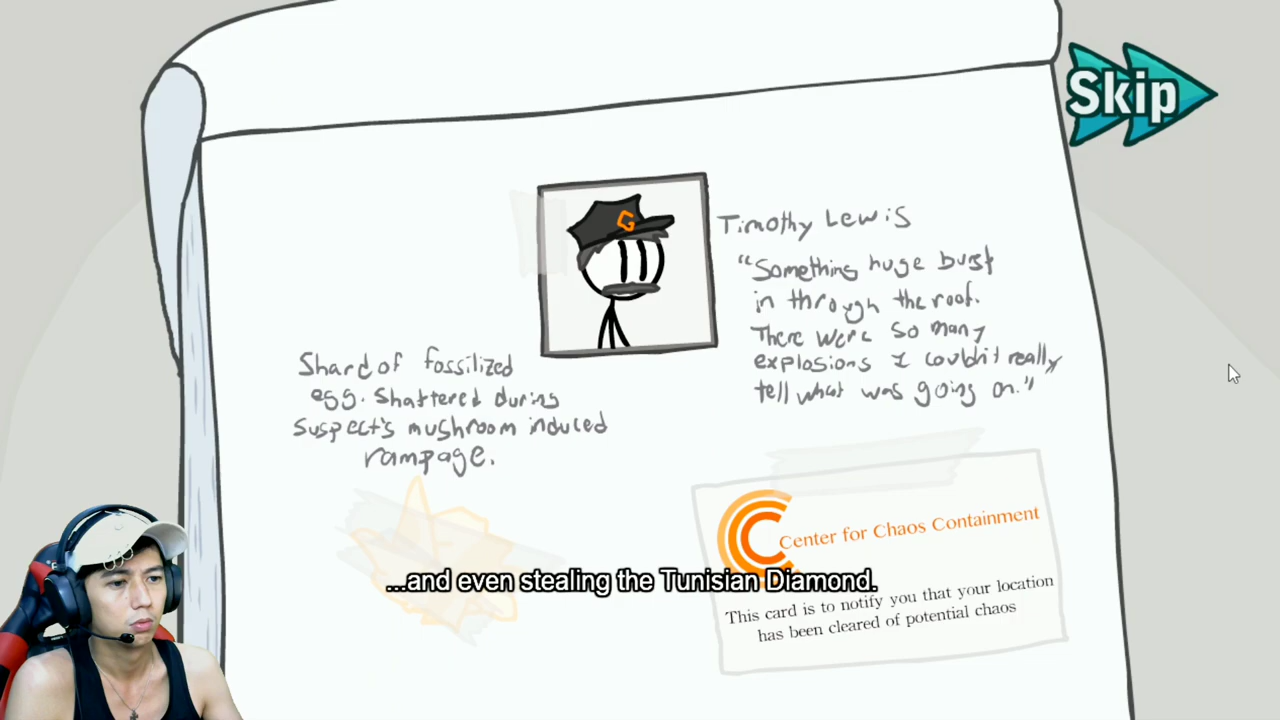 Skip
G
Timothy Lewis
"Something huge burst
in through the roof.
There were so many
explosions I couldn't really
tell what was going on."
Shard of fossilized
egg. Shattered during
suspect's mushroom induced
rampage.
Center for Chaos Containment
...and even stealing the Tunisian Diamond.
This card is to notify you that your location
has been cleared of potential chaos